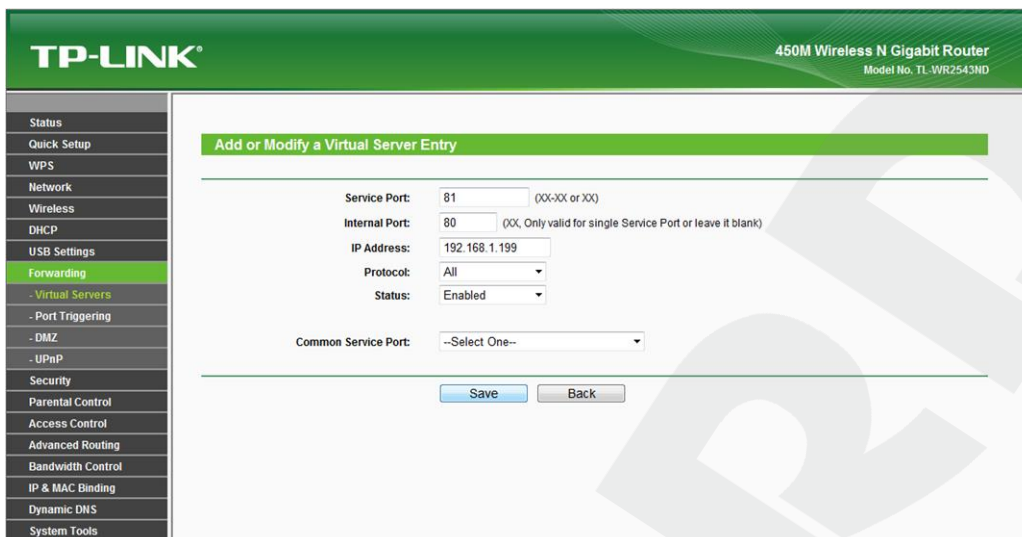 TP-LINK®
450M Wireless N Gigabit Router
Model No. TL-WR2543ND
Status
Quick Setup
WPS
Network
Wireless
DHCP
USB Settings
Forwarding
- Virtual Servers
- Port Triggering
- DMZ
- UPnP
Security
Parental Control
Access Control
Advanced Routing
Bandwidth Control
IP & MAC Binding
Dynamic DNS
System Tools
Add or Modify a Virtual Server Entry
Service Port: 81 (XX-XX or XX)
Internal Port: 80 (XX, Only valid for single Service Port or leave it blank)
IP Address: 192.168.1.199
Protocol: All
Status: Enabled
Common Service Port: --Select One--
Save Back